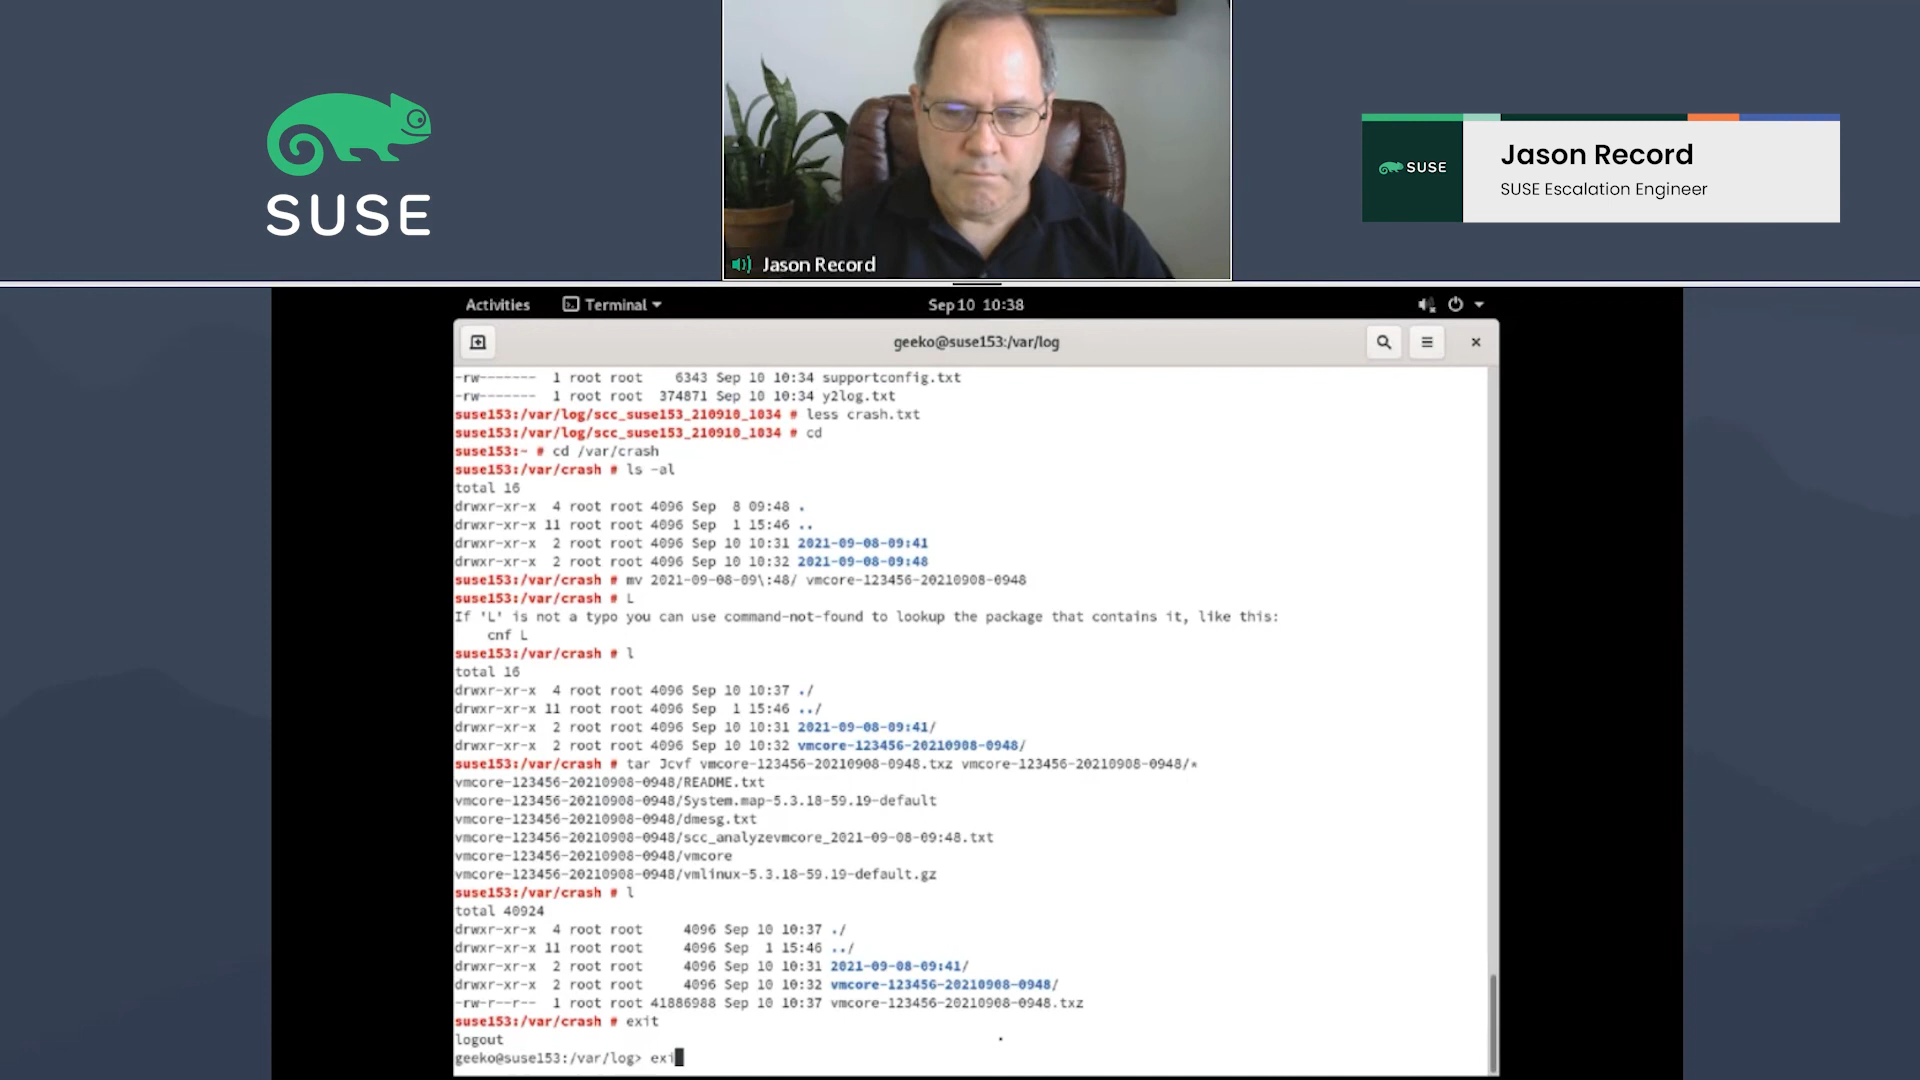 SUSE
Jason Record
SUSE
Jason Record
SUSE Escalation Engineer
Activities Terminal Sep 10 10:38
geeko@suse153:/var/log
-rw------- 1 root root 6343 Sep 10 10:34 supportconfig.txt
-rw------- 1 root root 374871 Sep 10 10:34 y2log.txt
suse153:/var/log/scc_suse153_210910_1034 # less crash.txt
suse153:/var/log/scc_suse153_210910_1034 # cd
suse153:~ # cd /var/crash
suse153:/var/crash # ls -al
total 16
drwxr-xr-x 4 root root 4096 Sep 8 09:48 .
drwxr-xr-x 11 root root 4096 Sep 1 15:46 ..
drwxr-xr-x 2 root root 4096 Sep 10 10:31 2021-09-08-09:41
drwxr-xr-x 2 root root 4096 Sep 10 10:32 2021-09-08-09:48
suse153:/var/crash # mv 2021-09-08-09\:48/ vmcore-123456-20210908-0948
suse153:/var/crash # L
If 'L' is not a typo you can use command-not-found to lookup the package that contains it, like this:
cnf L
suse153:/var/crash # l
total 16
drwxr-xr-x 4 root root 4096 Sep 10 10:37 ./
drwxr-xr-x 11 root root 4096 Sep 1 15:46 ../
drwxr-xr-x 2 root root 4096 Sep 10 10:31 2021-09-08-09:41/
drwxr-xr-x 2 root root 4096 Sep 10 10:32 vmcore-123456-20210908-0948/
suse153:/var/crash # tar Jcvf vmcore-123456-20210908-0948.txz vmcore-123456-20210908-0948/*
vmcore-123456-20210908-0948/README.txt
vmcore-123456-20210908-0948/System.map-5.3.18-59.19-default
vmcore-123456-20210908-0948/dmesg.txt
vmcore-123456-20210908-0948/scc_analyzevmcore_2021-09-08-09:48.txt
vmcore-123456-20210908-0948/vmcore
vmcore-123456-20210908-0948/vmlinux-5.3.18-59.19-default.gz
suse153:/var/crash # l
total 40924
drwxr-xr-x 4 root root 4096 Sep 10 10:37 ./
drwxr-xr-x 11 root root 4096 Sep 1 15:46 ../
drwxr-xr-x 2 root root 4096 Sep 10 10:31 2021-09-08-09:41/
drwxr-xr-x 2 root root 4096 Sep 10 10:32 vmcore-123456-20210908-0948/
-rw-r--r-- 1 root root 41886988 Sep 10 10:37 vmcore-123456-20210908-0948.txz
suse153:/var/crash # exit
logout
geeko@suse153:/var/log> exi